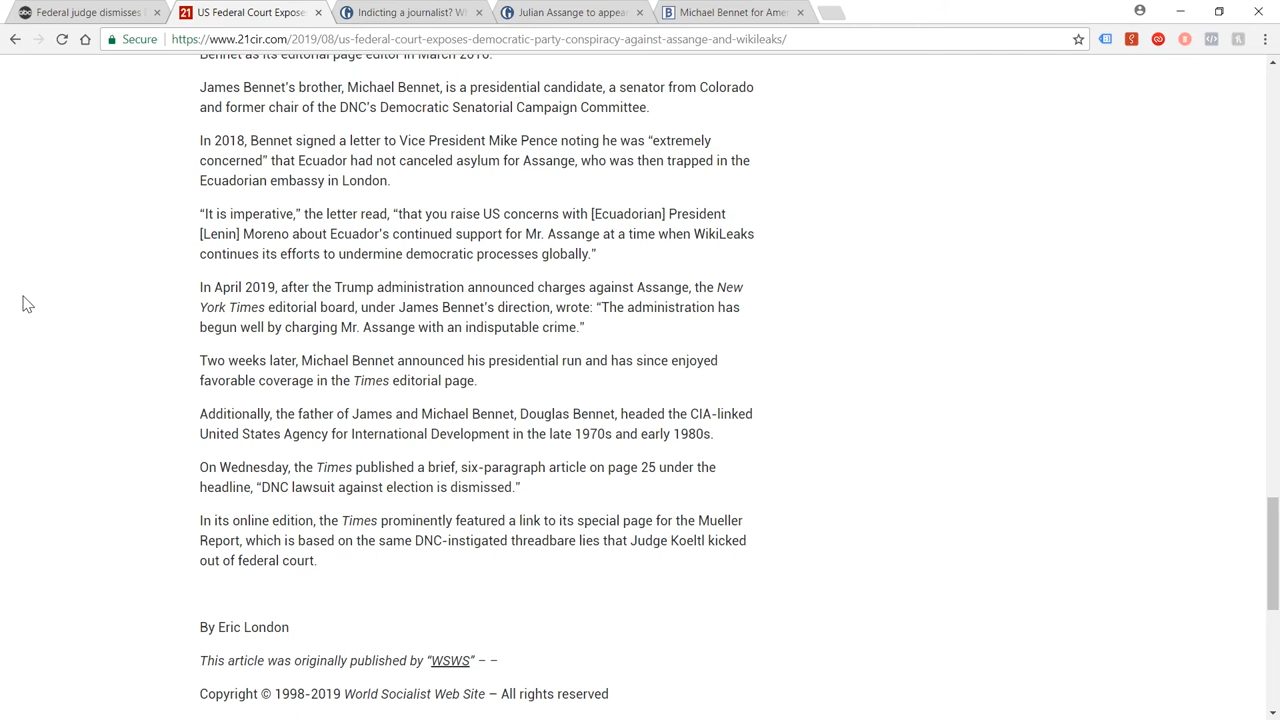 Federal judge dismisses
US Federal Court Expose
Indicting a journalist? W
Julian Assange to appea
Michael Bennet for Amer
Secure
https://www.21cir.com/2019/08/us-federal-court-exposes-democratic-party-conspiracy-against-assange-and-wikileaks/
Bennet as its editorial page editor in March 2016.
James Bennet's brother, Michael Bennet, is a presidential candidate, a senator from Colorado
and former chair of the DNC's Democratic Senatorial Campaign Committee.
In 2018, Bennet signed a letter to Vice President Mike Pence noting he was “extremely
concerned” that Ecuador had not canceled asylum for Assange, who was then trapped in the
Ecuadorian embassy in London.
“It is imperative,” the letter read, “that you raise US concerns with [Ecuadorian] President
[Lenin] Moreno about Ecuador's continued support for Mr. Assange at a time when WikiLeaks
continues its efforts to undermine democratic processes globally.”
In April 2019, after the Trump administration announced charges against Assange, the New
York Times editorial board, under James Bennet's direction, wrote: “The administration has
begun well by charging Mr. Assange with an indisputable crime.”
Two weeks later, Michael Bennet announced his presidential run and has since enjoyed
favorable coverage in the Times editorial page.
Additionally, the father of James and Michael Bennet, Douglas Bennet, headed the CIA-linked
United States Agency for International Development in the late 1970s and early 1980s.
On Wednesday, the Times published a brief, six-paragraph article on page 25 under the
headline, “DNC lawsuit against election is dismissed.”
In its online edition, the Times prominently featured a link to its special page for the Mueller
Report, which is based on the same DNC-instigated threadbare lies that Judge Koeltl kicked
out of federal court.
By Eric London
This article was originally published by “WSWS” – –
Copyright © 1998-2019 World Socialist Web Site – All rights reserved